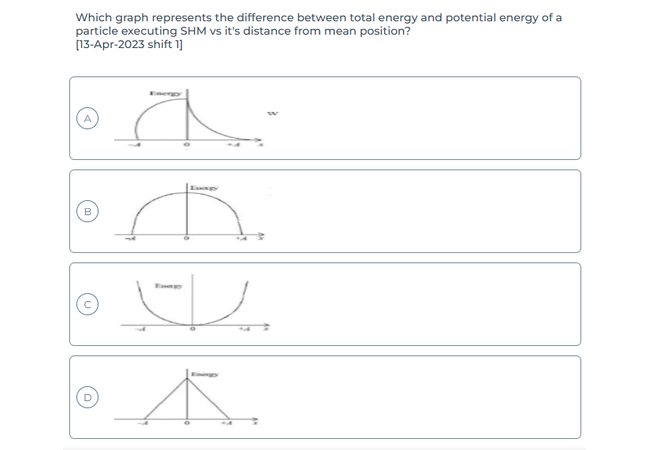 Which graph represents the difference between total energy and potential energy of a
particle executing SHM vs it's distance from mean position?
[13-Apr-2023 shift 1]
A
Energy
W
-A 0 +A x
B
Energy
-A 0 +A x
C
Energy
-A 0 +A x
D
Energy
-A 0 +A x